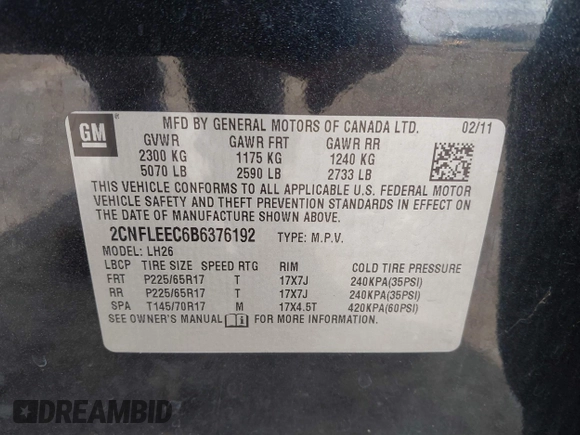 GM ®
MFD BY GENERAL MOTORS OF CANADA LTD. 02/11
GVWR GAWR FRT GAWR RR
2300 KG 1175 KG 1240 KG
5070 LB 2590 LB 2733 LB
THIS VEHICLE CONFORMS TO ALL APPLICABLE U.S. FEDERAL MOTOR
VEHICLE SAFETY AND THEFT PREVENTION STANDARDS IN EFFECT ON
THE DATE OF MANUFACTURE SHOWN ABOVE.
2CNFLEEC6B6376192 TYPE: M.P.V.
MODEL: LH26
LBCP TIRE SIZE SPEED RTG RIM COLD TIRE PRESSURE
FRT P225/65R17 T 17X7J 240KPA(35PSI)
RR P225/65R17 T 17X7J 240KPA(35PSI)
SPA T145/70R17 M 17X4.5T 420KPA(60PSI)
SEE OWNER'S MANUAL FOR MORE INFORMATION.
DREAMBID